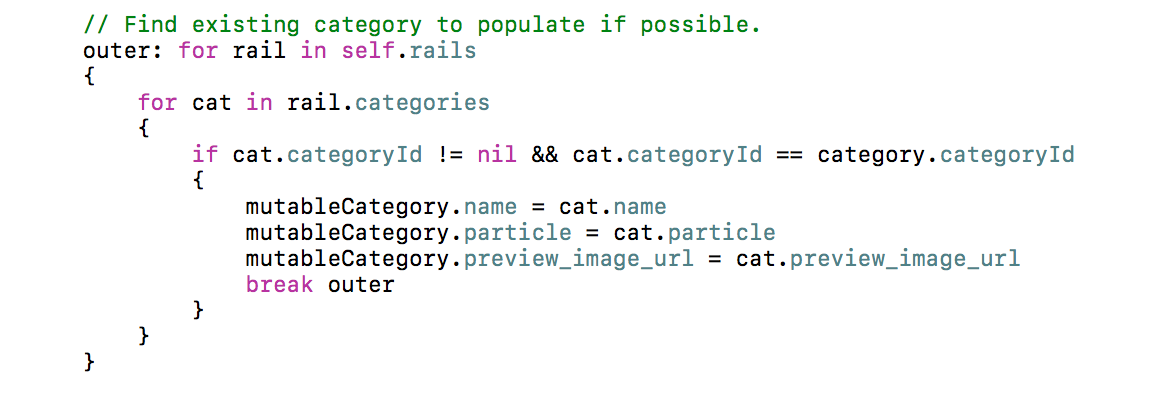 // Find existing category to populate if possible.
outer: for rail in self.rails
{
    for cat in rail.categories
    {
        if cat.categoryId != nil && cat.categoryId == category.categoryId
        {
            mutableCategory.name = cat.name
            mutableCategory.particle = cat.particle
            mutableCategory.preview_image_url = cat.preview_image_url
            break outer
        }
    }
}